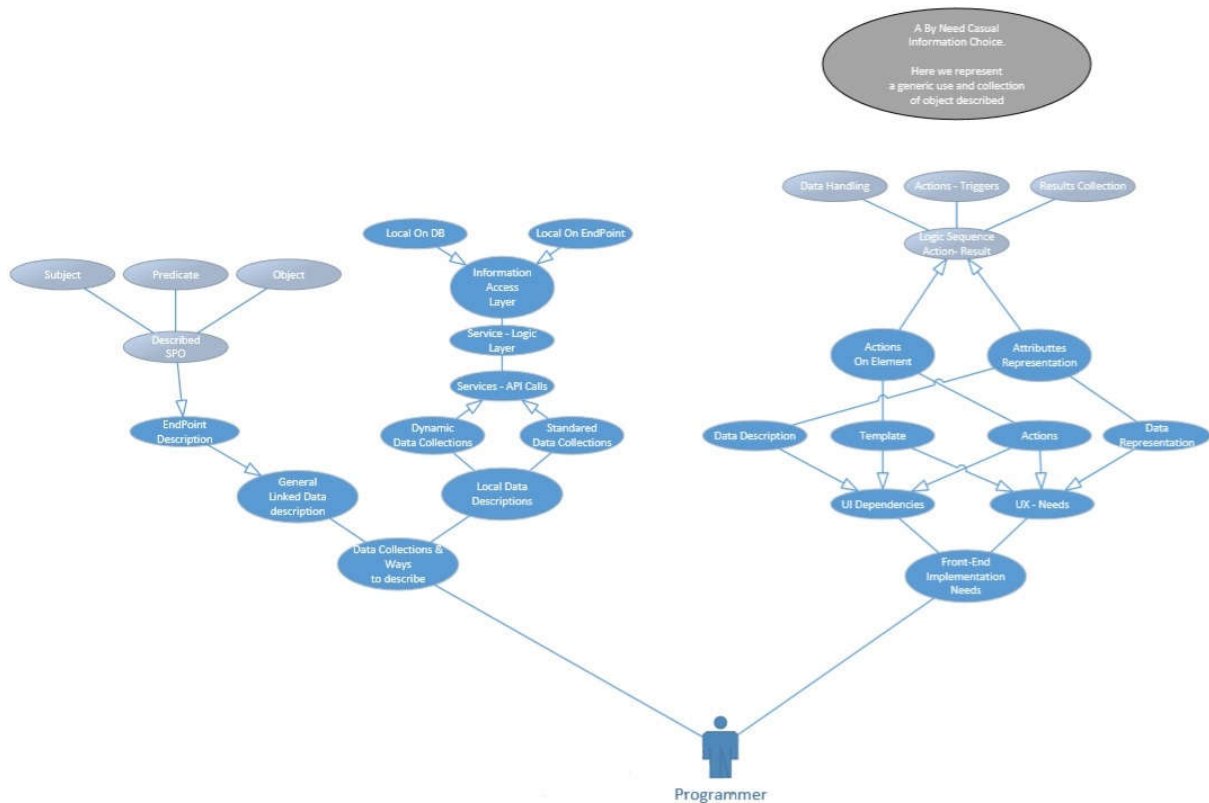 A By Need Casual
Information Choice.
Here we represent
a generic use and collection
of object described
Data Handling
Actions - Triggers
Results Collection
Local On DB
Local On EndPoint
Logic Sequence
Action- Result
Subject
Predicate
Object
Information
Access
Layer
Described
SPO
Service - Logic
Layer
Actions
On Element
Attributtes
Representation
Services - API Calls
EndPoint
Description
Dynamic
Data Collections
Standared
Data Collections
Data Description
Template
Actions
Data
Representation
General
Linked Data
description
Local Data
Descriptions
UI Dependencies
UX - Needs
Data Collections &
Ways
to describe
Front-End
Implementation
Needs
Programmer